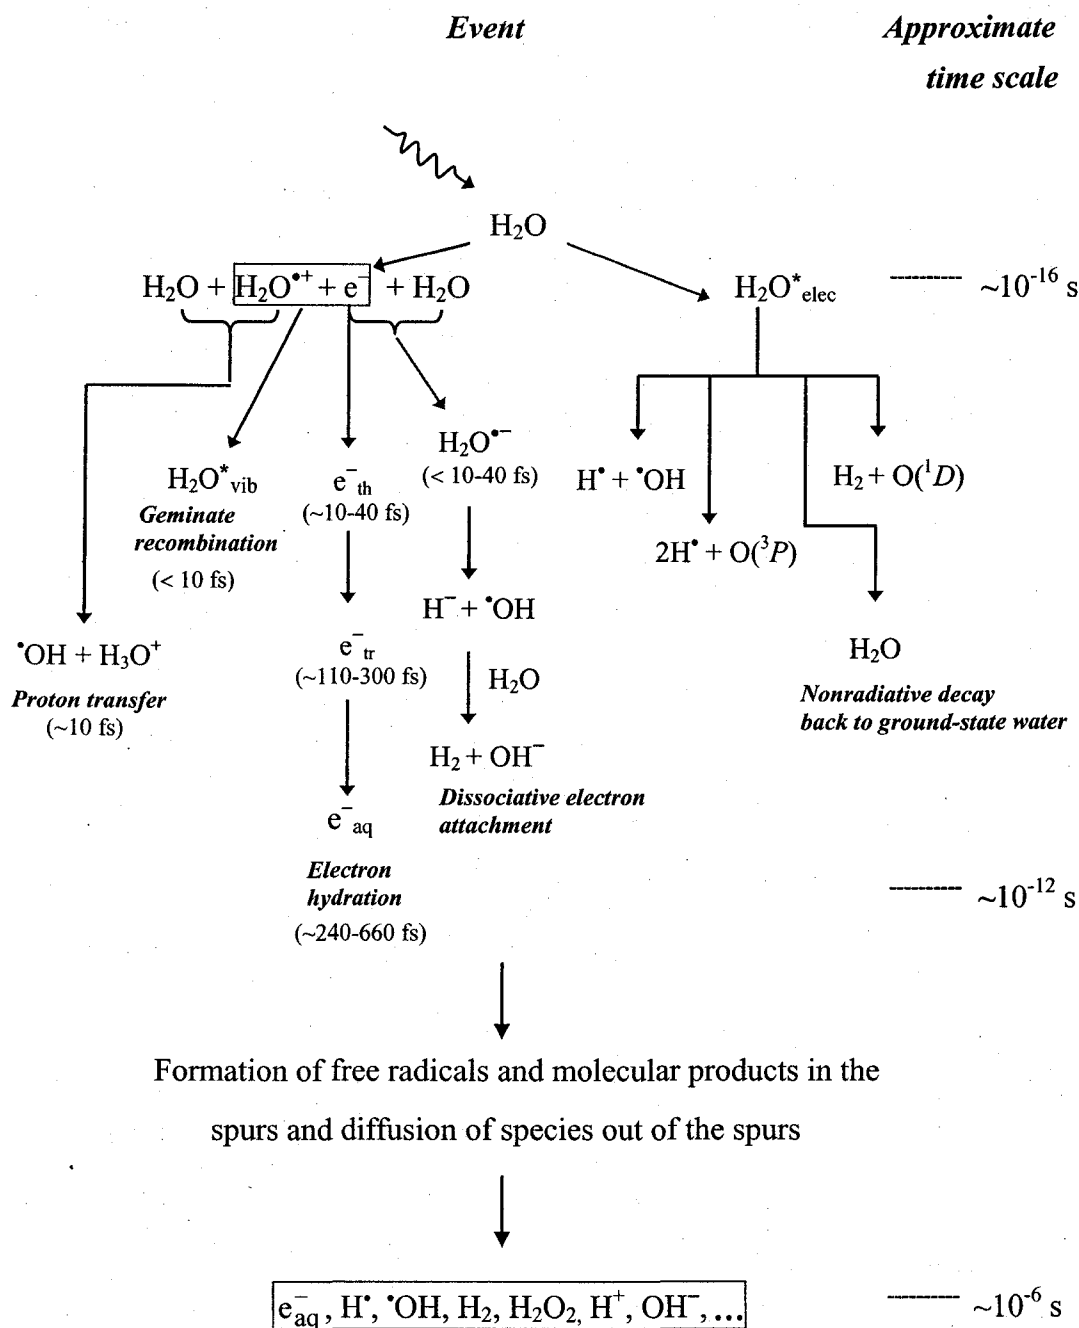 Event
Approximate
time scale
H₂O
H₂O + H₂O•⁺ + e⁻ + H₂O
H₂O*elec
-------- ~10⁻¹⁶ s
H₂O•⁻
(< 10-40 fs)
H₂O*vib
Geminate
recombination
(< 10 fs)
e⁻th
(~10-40 fs)
H• + •OH
H₂ + O(¹D)
2H• + O(³P)
H⁻ + •OH
•OH + H₃O⁺
Proton transfer
(~10 fs)
e⁻tr
(~110-300 fs)
H₂O
H₂O
Nonradiative decay
back to ground-state water
H₂ + OH⁻
Dissociative electron
attachment
e⁻aq
Electron
hydration
(~240-660 fs)
-------- ~10⁻¹² s
Formation of free radicals and molecular products in the
spurs and diffusion of species out of the spurs
e⁻aq, H•, •OH, H₂, H₂O₂, H⁺, OH⁻, ...
-------- ~10⁻⁶ s